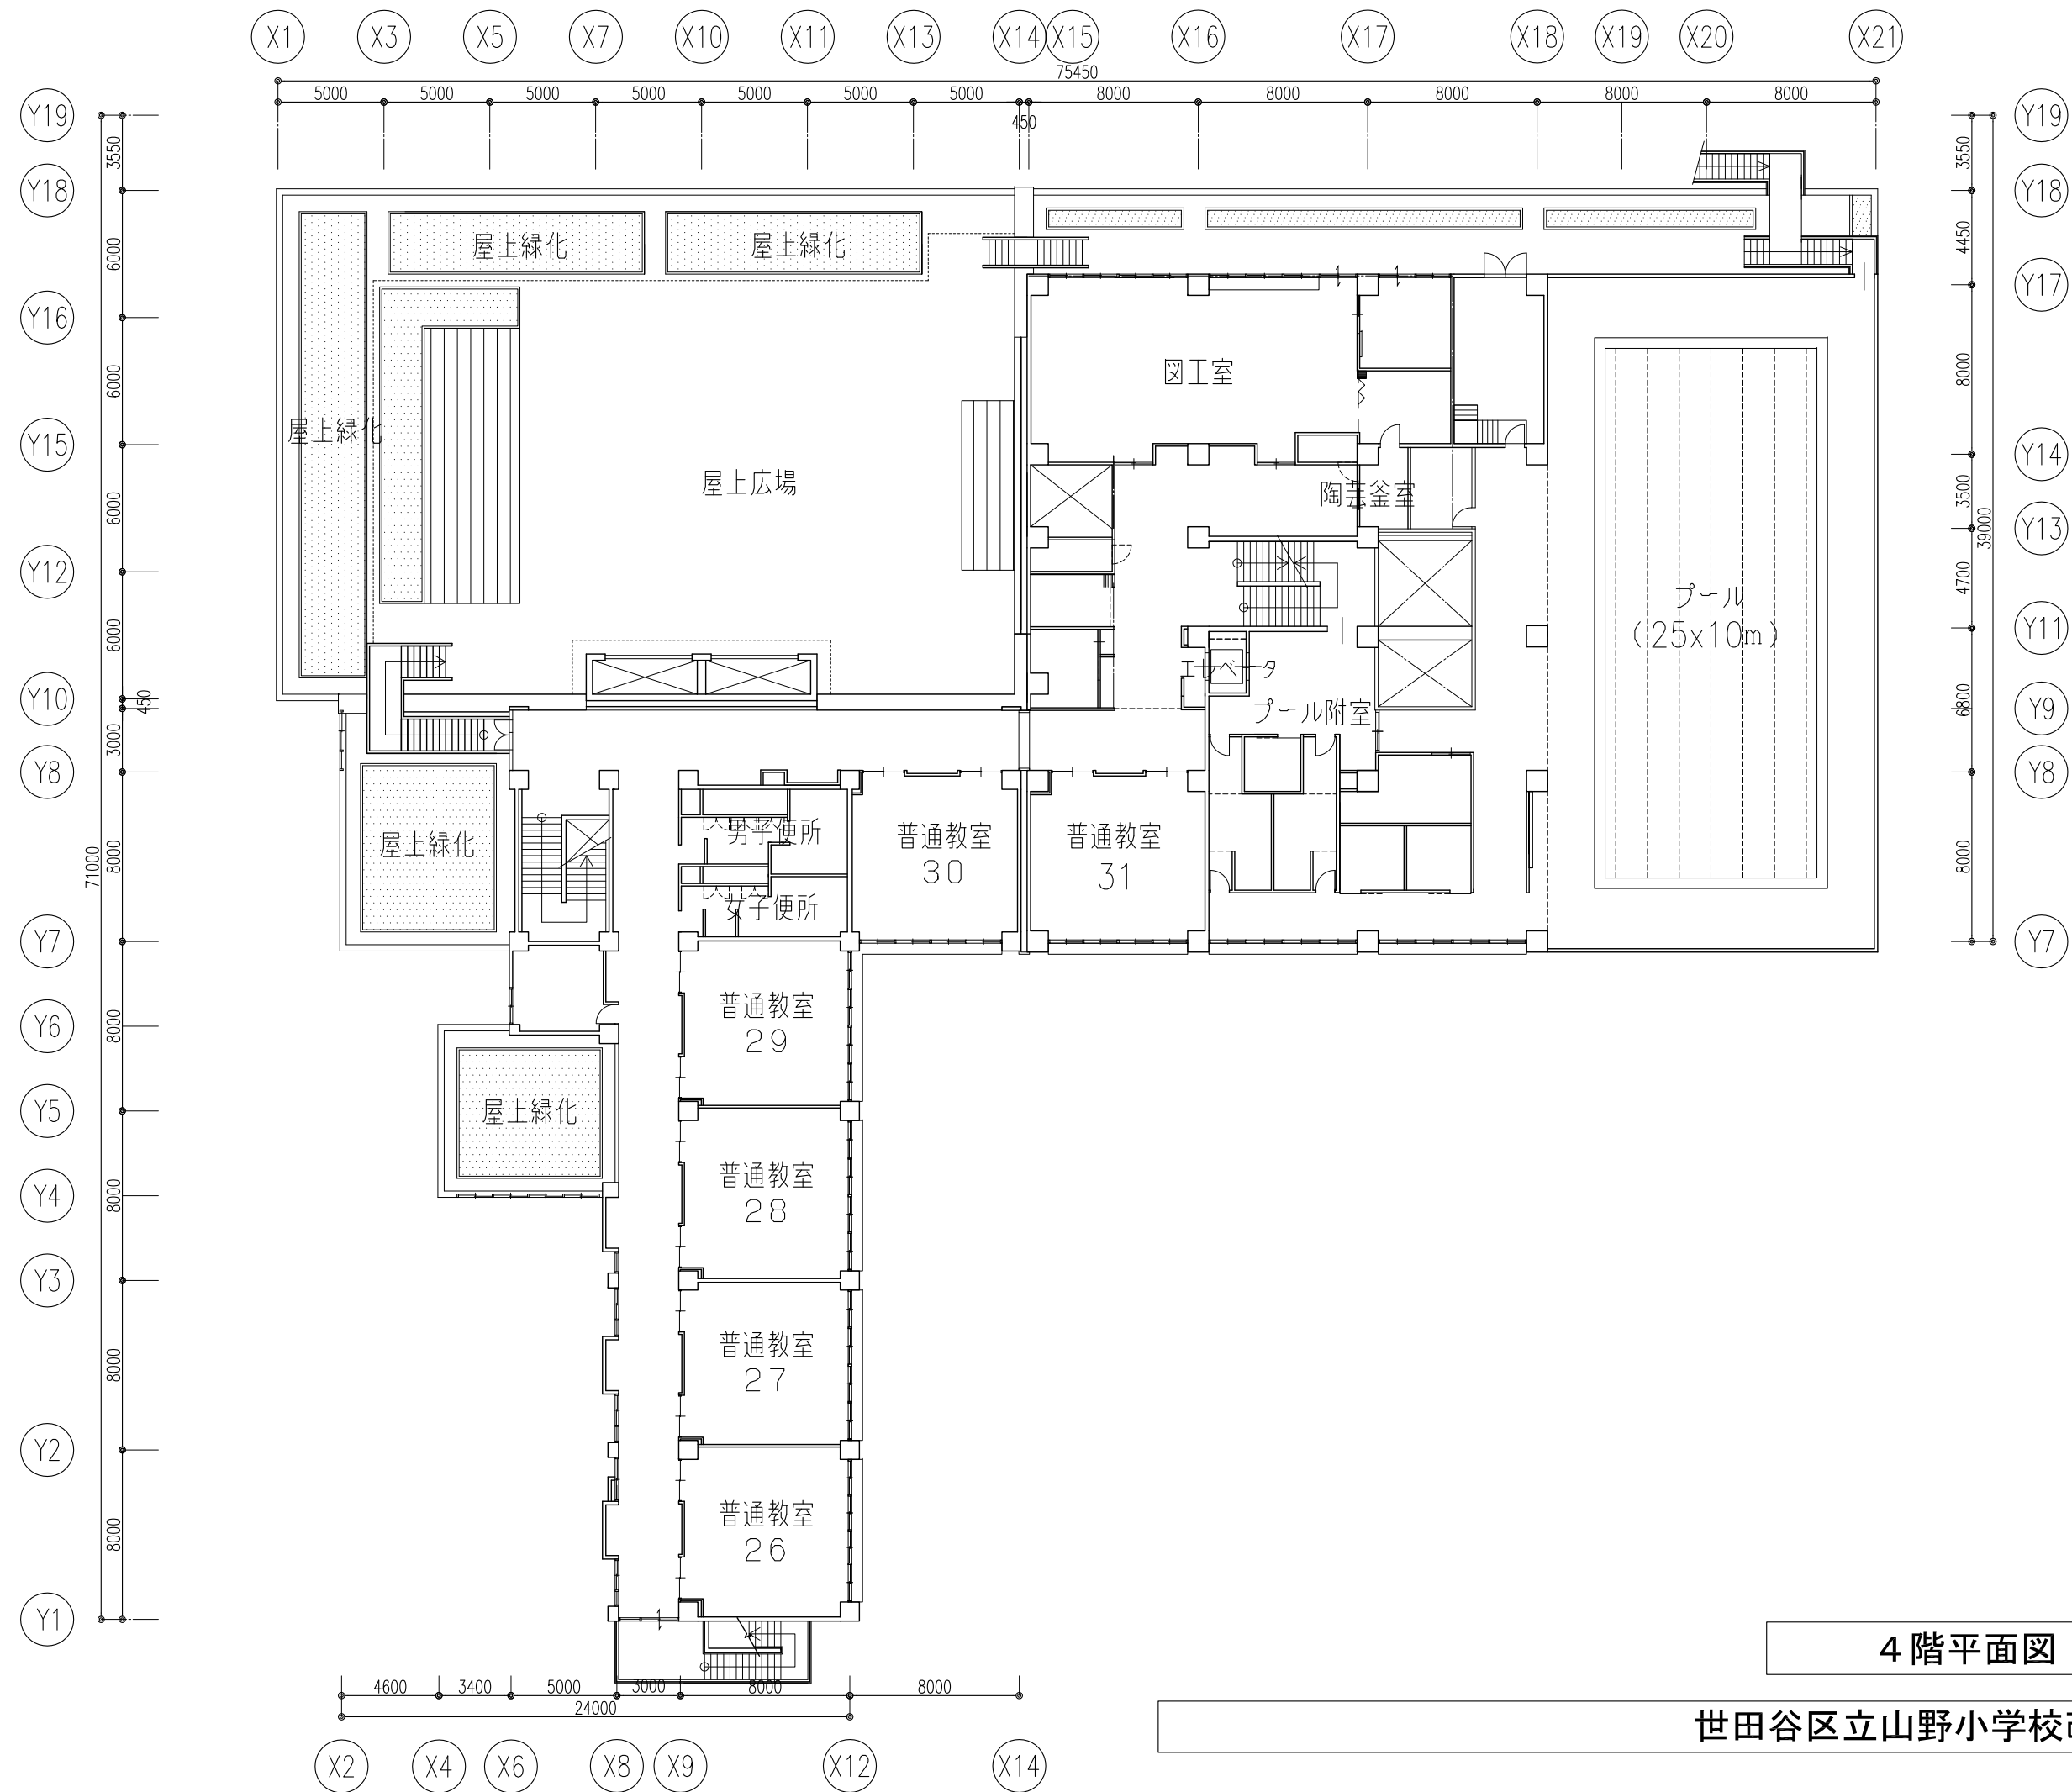 X1 X3 X5 X7 X10 X11 X13 X14 X15 X16 X17 X18 X19 X20 X21
75450
5000 5000 5000 5000 5000 5000 5000 8000 8000 8000 8000 8000
450
Y19 Y19
3550 3550
Y18 Y18
6000 4450
屋上緑化 屋上緑化
Y17
Y16
6000 8000
図工室
屋上緑化
Y15
Y14
屋上広場
陶芸釜室
6000 3500
Y13
39000
Y12
4700
プール
(25x10m)
6000
Y11
エレベータ
Y10
450
6800
Y9
プール附室
3000
Y8 Y8
男子便所
屋上緑化
普通教室
30
普通教室
31
71000
8000 8000
女子便所
Y7 Y7
普通教室
29
Y6
8000
Y5
屋上緑化
普通教室
28
Y4
8000
Y3
普通教室
27
8000
Y2
普通教室
26
8000
Y1
4階平面図
4600 3400 5000 3000 8000 8000
24000
世田谷区立山野小学校
X2 X4 X6 X8 X9 X12 X14